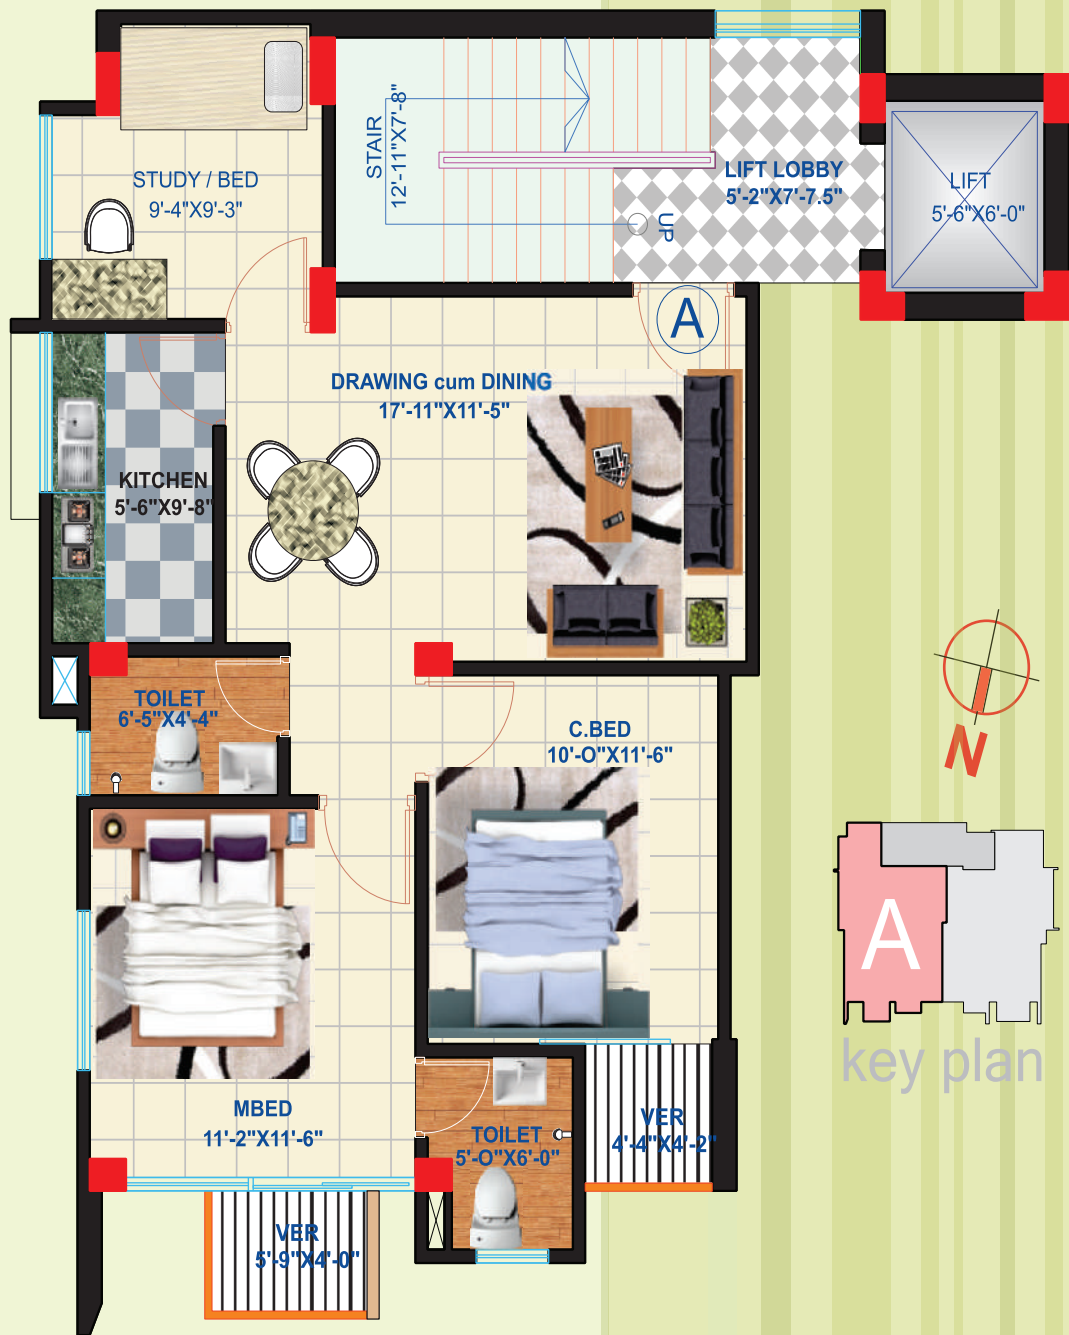 STAIR
12'-11"X7'-8"
LIFT LOBBY
5'-2"X7'-7.5"
LIFT
5'-6"X6'-0"
STUDY / BED
9'-4"X9'-3"
UP
A
DRAWING cum DINING
17'-11"X11'-5"
KITCHEN
5'-6"X9'-8"
TOILET
6'-5"X4'-4"
C.BED
10'-O"X11'-6"
N
A
key plan
MBED
11'-2"X11'-6"
TOILET
5'-O"X6'-0"
VER
4'-4"X4'-2"
VER
5'-9"X4'-0"